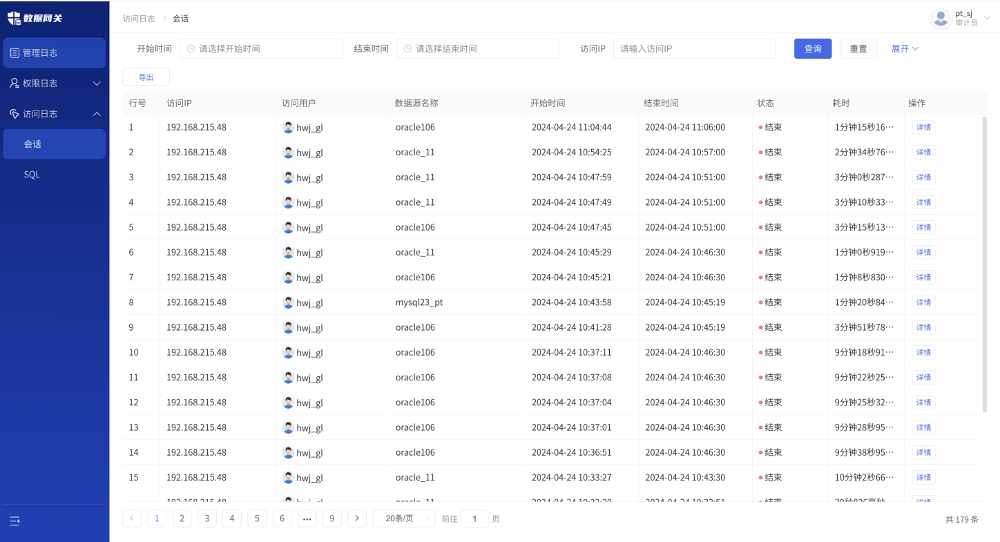 数据网关
访问日志 > 会话
pt_sj
审计员
管理日志
权限日志
访问日志
会话
SQL
开始时间 请选择开始时间 结束时间 请选择结束时间 访问IP 请输入访问IP 查询 重置 展开
导出
行号 访问IP 访问用户 数据源名称 开始时间 结束时间 状态 耗时 操作
1 192.168.215.48 hwj_gl oracle106 2024-04-24 11:04:44 2024-04-24 11:06:00 结束 1分钟15秒16··· 详情
2 192.168.215.48 hwj_gl oracle_11 2024-04-24 10:54:25 2024-04-24 10:57:00 结束 2分钟34秒76··· 详情
3 192.168.215.48 hwj_gl oracle_11 2024-04-24 10:47:59 2024-04-24 10:51:00 结束 3分钟0秒287··· 详情
4 192.168.215.48 hwj_gl oracle_11 2024-04-24 10:47:49 2024-04-24 10:51:00 结束 3分钟10秒33··· 详情
5 192.168.215.48 hwj_gl oracle106 2024-04-24 10:47:45 2024-04-24 10:51:00 结束 3分钟15秒13··· 详情
6 192.168.215.48 hwj_gl oracle_11 2024-04-24 10:45:29 2024-04-24 10:46:30 结束 1分钟0秒919··· 详情
7 192.168.215.48 hwj_gl oracle106 2024-04-24 10:45:21 2024-04-24 10:46:30 结束 1分钟8秒830··· 详情
8 192.168.215.48 hwj_gl mysql23_pt 2024-04-24 10:43:58 2024-04-24 10:45:19 结束 1分钟20秒84··· 详情
9 192.168.215.48 hwj_gl oracle106 2024-04-24 10:41:28 2024-04-24 10:45:19 结束 3分钟51秒78··· 详情
10 192.168.215.48 hwj_gl oracle106 2024-04-24 10:37:11 2024-04-24 10:46:30 结束 9分钟18秒91··· 详情
11 192.168.215.48 hwj_gl oracle106 2024-04-24 10:37:08 2024-04-24 10:46:30 结束 9分钟22秒25··· 详情
12 192.168.215.48 hwj_gl oracle106 2024-04-24 10:37:04 2024-04-24 10:46:30 结束 9分钟25秒32··· 详情
13 192.168.215.48 hwj_gl oracle106 2024-04-24 10:37:01 2024-04-24 10:46:30 结束 9分钟28秒95··· 详情
14 192.168.215.48 hwj_gl oracle106 2024-04-24 10:36:51 2024-04-24 10:46:30 结束 9分钟38秒95··· 详情
15 192.168.215.48 hwj_gl oracle_11 2024-04-24 10:33:27 2024-04-24 10:43:30 结束 10分钟2秒66··· 详情
1 2 3 4 5 6 ••• 9 20条/页 前往 1 页 共 179 条